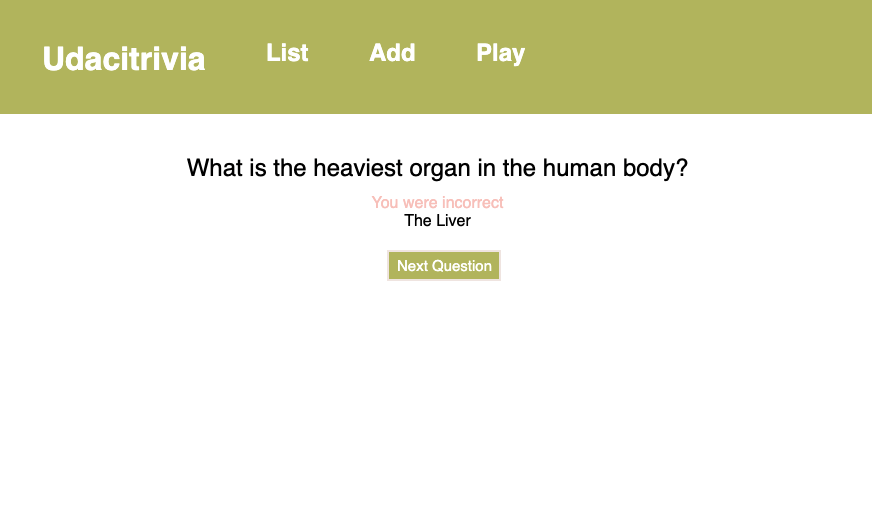 Udacitrivia List Add Play
What is the heaviest organ in the human body?
You were incorrect
The Liver
Next Question